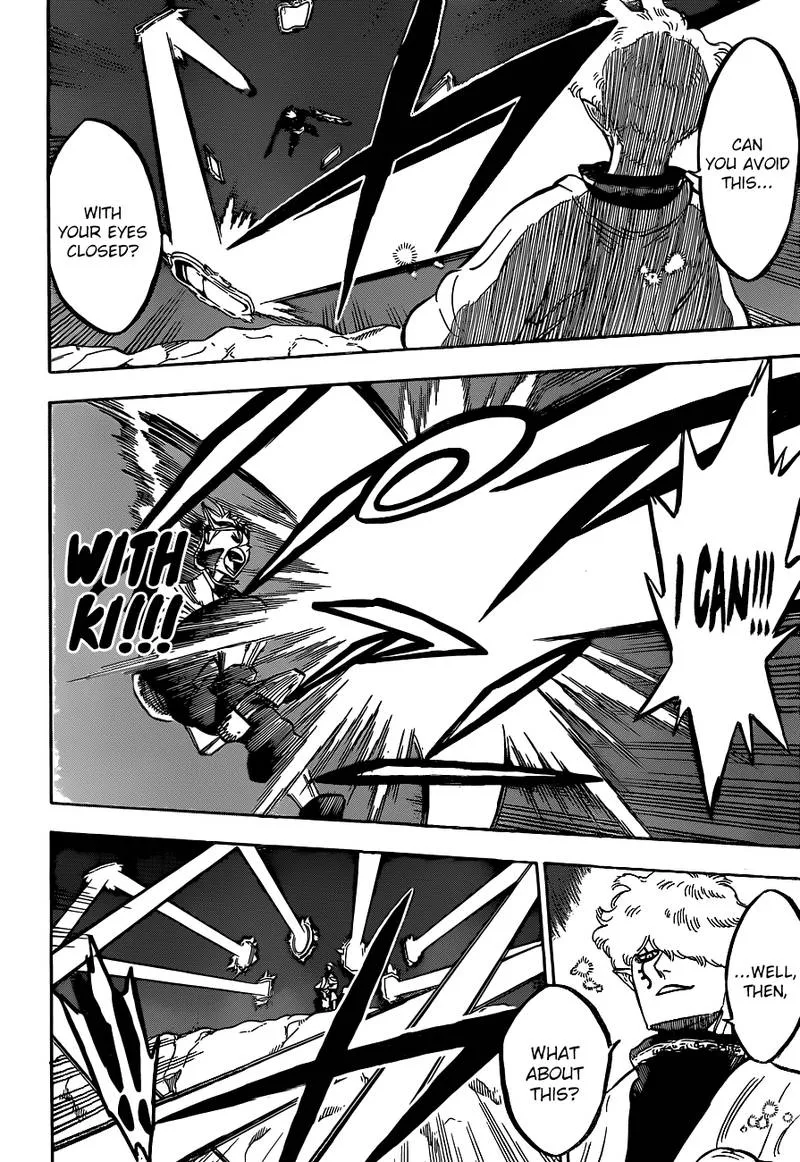 CAN
YOU AVOID
THIS...
WITH
YOUR EYES
CLOSED?
I CAN!!!
WITH
KI!!!
...WELL,
THEN,
WHAT
ABOUT
THIS?